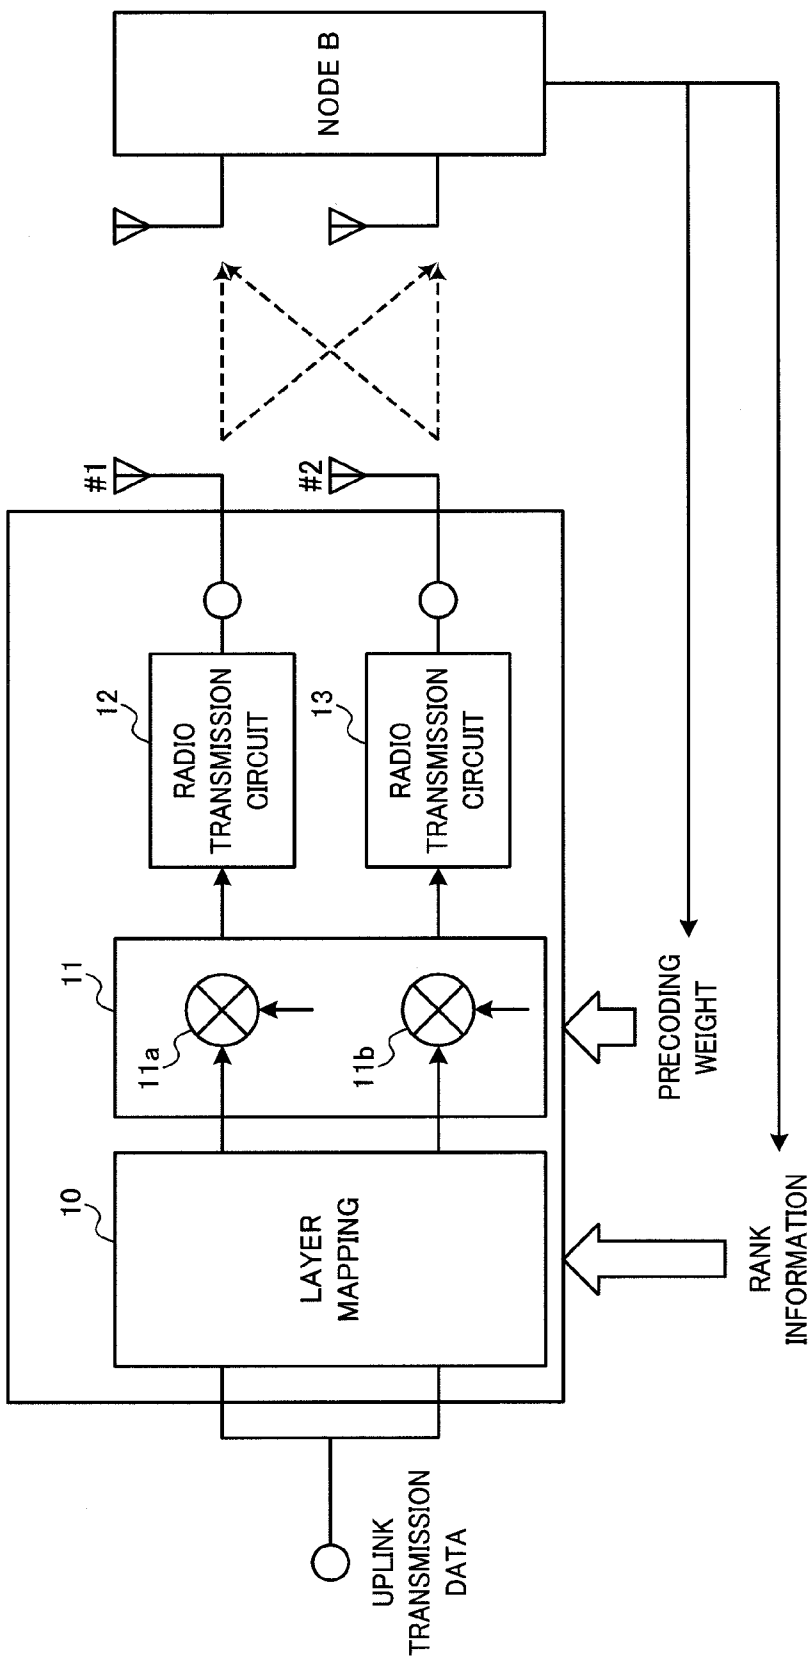 UPLINK
TRANSMISSION
DATA
10
LAYER
MAPPING
11
11a
11b
12
RADIO
TRANSMISSION
CIRCUIT
13
RADIO
TRANSMISSION
CIRCUIT
#1
#2
NODE B
PRECODING
WEIGHT
RANK
INFORMATION